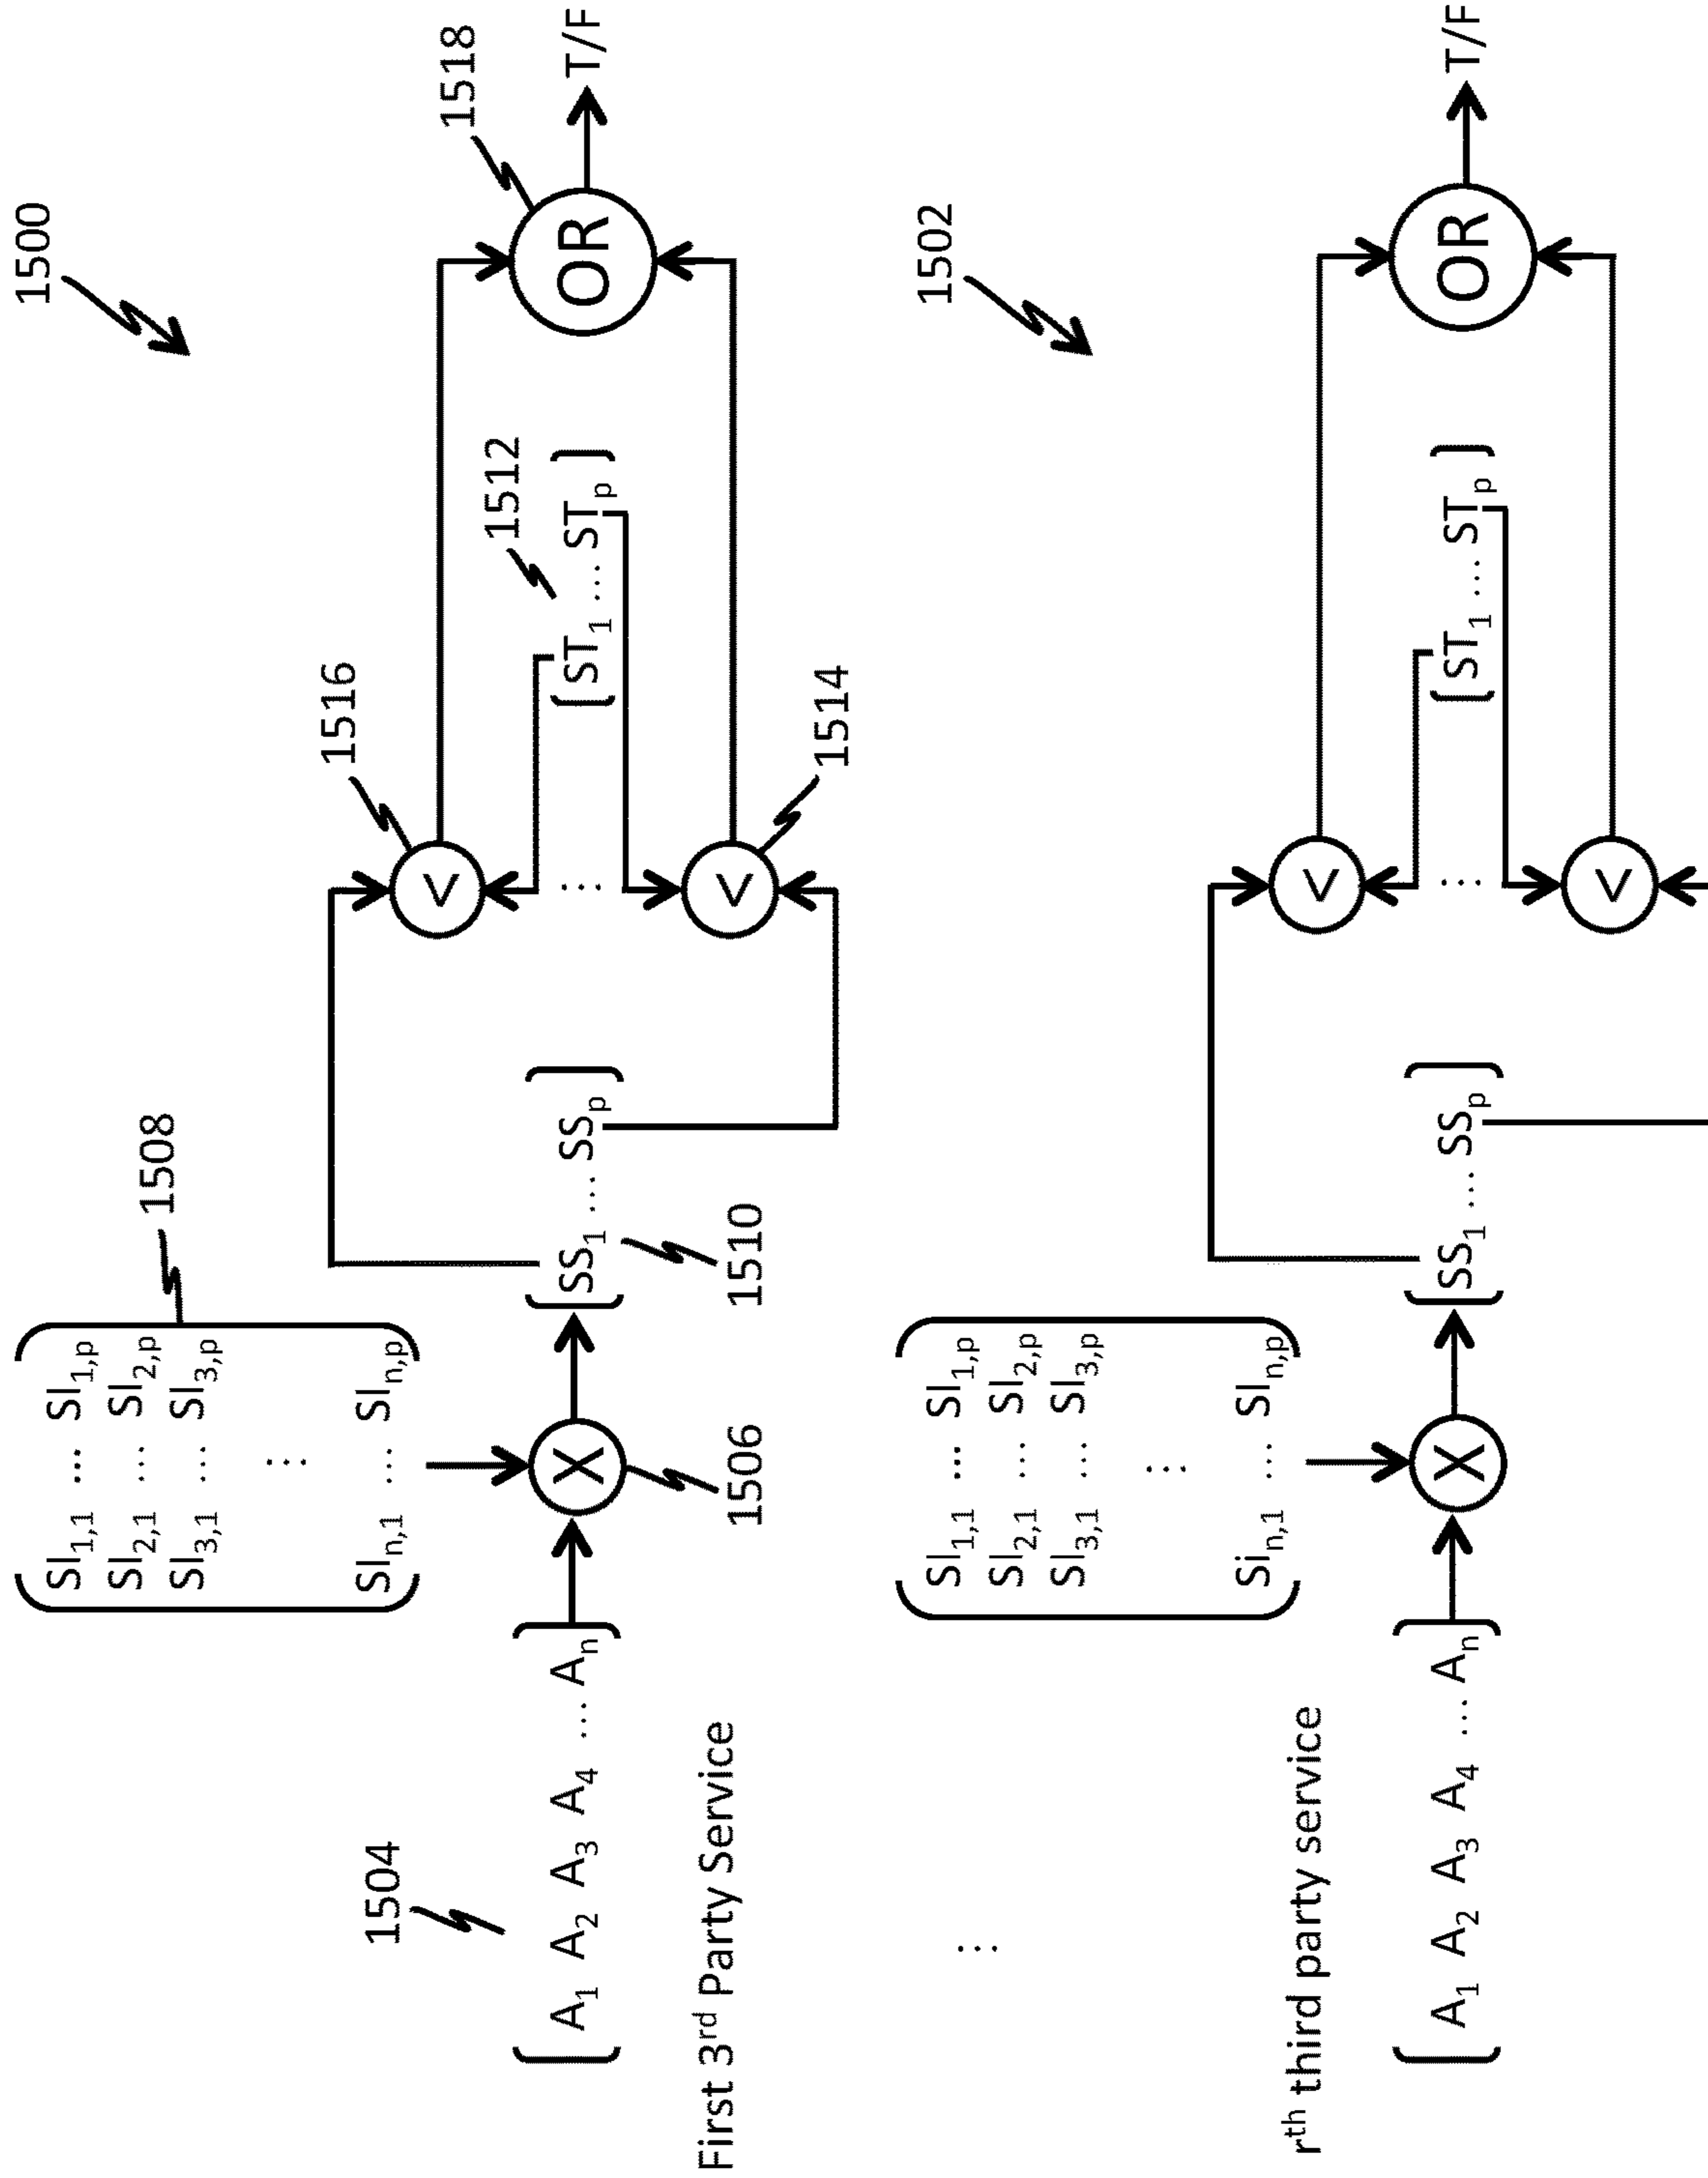 1500
1508
SI1,1 ... SI1,p
SI2,1 ... SI2,p
SI3,1 ... SI3,p
⋮
SIn,1 ... SIn,p
1518
1516
1512
1504
[ A1 A2 A3 A4 ... An ]
X
[ SS1 ... SSp ]
<
⋮
<
[ ST1 ... STp ]
OR
T/F
1506
1510
1514
First 3rd Party Service
⋮
1502
SI1,1 ... SI1,p
SI2,1 ... SI2,p
SI3,1 ... SI3,p
⋮
Sin,1 ... SIn,p
rth third party service
[ A1 A2 A3 A4 ... An ]
X
[ SS1 ... SSp ]
<
⋮
<
[ ST1 ... STp ]
OR
T/F